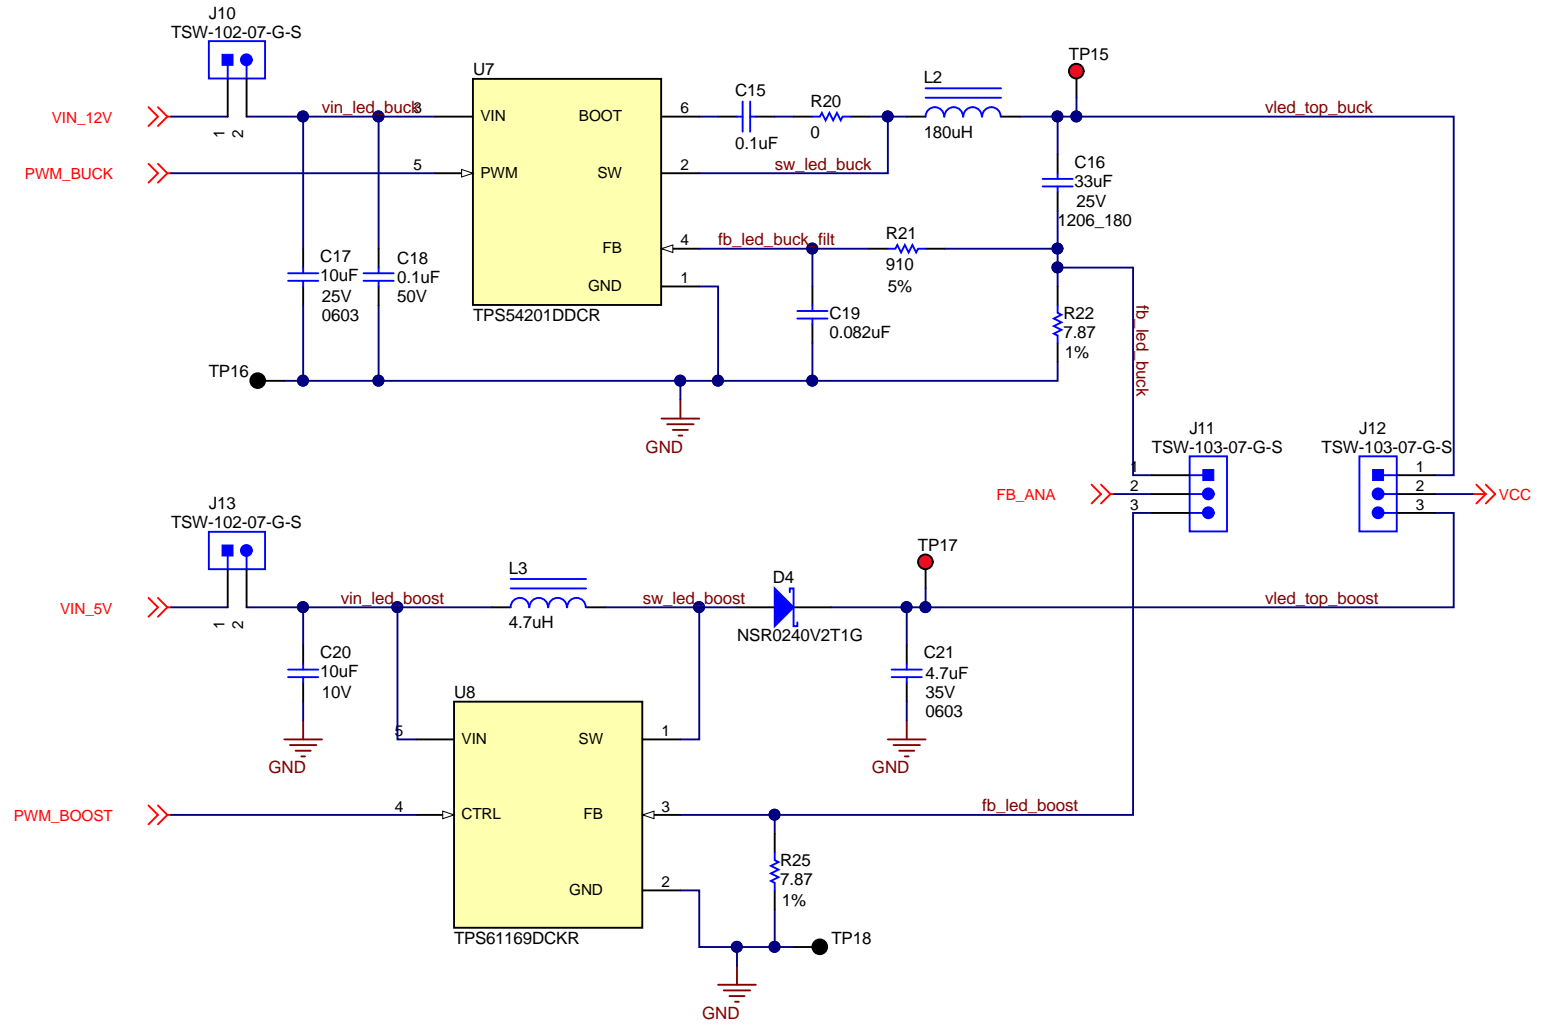 J10
TSW-102-07-G-S
VIN_12V
1
2
vin_led_buck
8
PWM_BUCK
5
U7
VIN
BOOT
PWM
SW
FB
GND
TPS54201DDCR
6
2
4
1
C15
0.1uF
R20
0
sw_led_buck
L2
180uH
TP15
vled_top_buck
C16
33uF
25V
1206_180
fb_led_buck_filt
R21
910
5%
C17
10uF
25V
0603
C18
0.1uF
50V
C19
0.082uF
R22
7.87
1%
fb_led_buck
TP16
GND
J11
TSW-103-07-G-S
FB_ANA
1
2
3
J12
TSW-103-07-G-S
1
2
3
VCC
J13
TSW-102-07-G-S
VIN_5V
1
2
vin_led_boost
L3
4.7uH
sw_led_boost
D4
NSR0240V2T1G
TP17
vled_top_boost
C20
10uF
10V
GND
C21
4.7uF
35V
0603
GND
U8
5
VIN
SW
1
PWM_BOOST
4
CTRL
FB
3
fb_led_boost
GND
2
TPS61169DCKR
R25
7.87
1%
TP18
GND